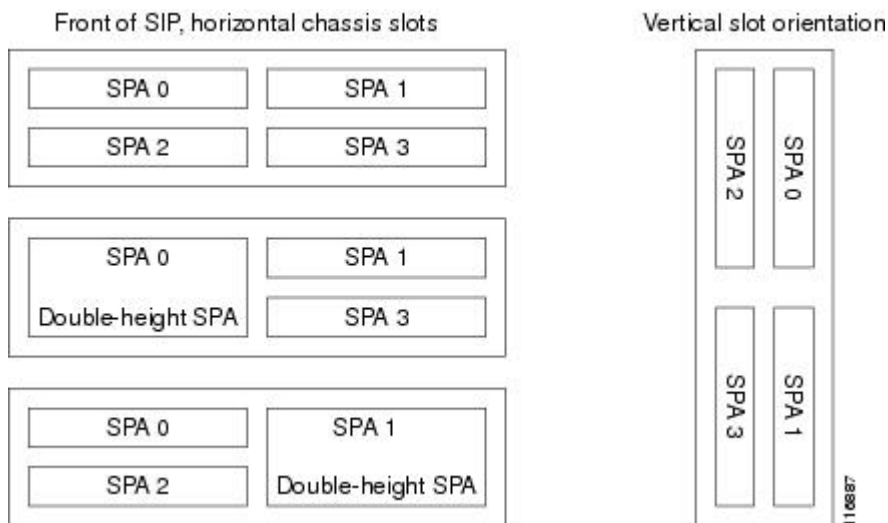 Front of SIP, horizontal chassis slots
SPA 0
SPA 1
SPA 2
SPA 3
SPA 0
Double-height SPA
SPA 1
SPA 3
SPA 0
SPA 2
SPA 1
Double-height SPA
Vertical slot orientation
SPA 2
SPA 0
SPA 3
SPA 1
116887